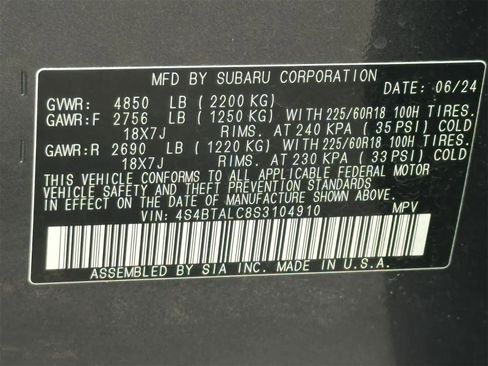 MFD BY SUBARU CORPORATION
DATE: 06/24
GVWR: 4850 LB (2200 KG)
GAWR:F 2756 LB (1250 KG) WITH 225/60R18 100H TIRES.
18X7J RIMS. AT 240 KPA (35 PSI) COLD
GAWR:R 2690 LB (1220 KG) WITH 225/60R18 100H TIRES.
18X7J RIMS. AT 230 KPA (33 PSI) COLD
THIS VEHICLE CONFORMS TO ALL APPLICABLE FEDERAL MOTOR
VEHICLE SAFETY AND THEFT PREVENTION STANDARDS
IN EFFECT ON THE DATE OF MANUFACTURE SHOWN ABOVE.
VIN: 4S4BTALC8S3104910 MPV
ASSEMBLED BY SIA INC. MADE IN U.S.A.